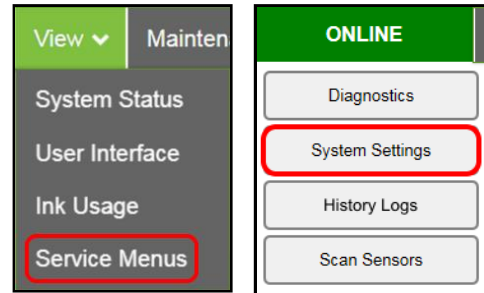 View
Mainten
System Status
User Interface
Ink Usage
Service Menus
ONLINE
Diagnostics
System Settings
History Logs
Scan Sensors